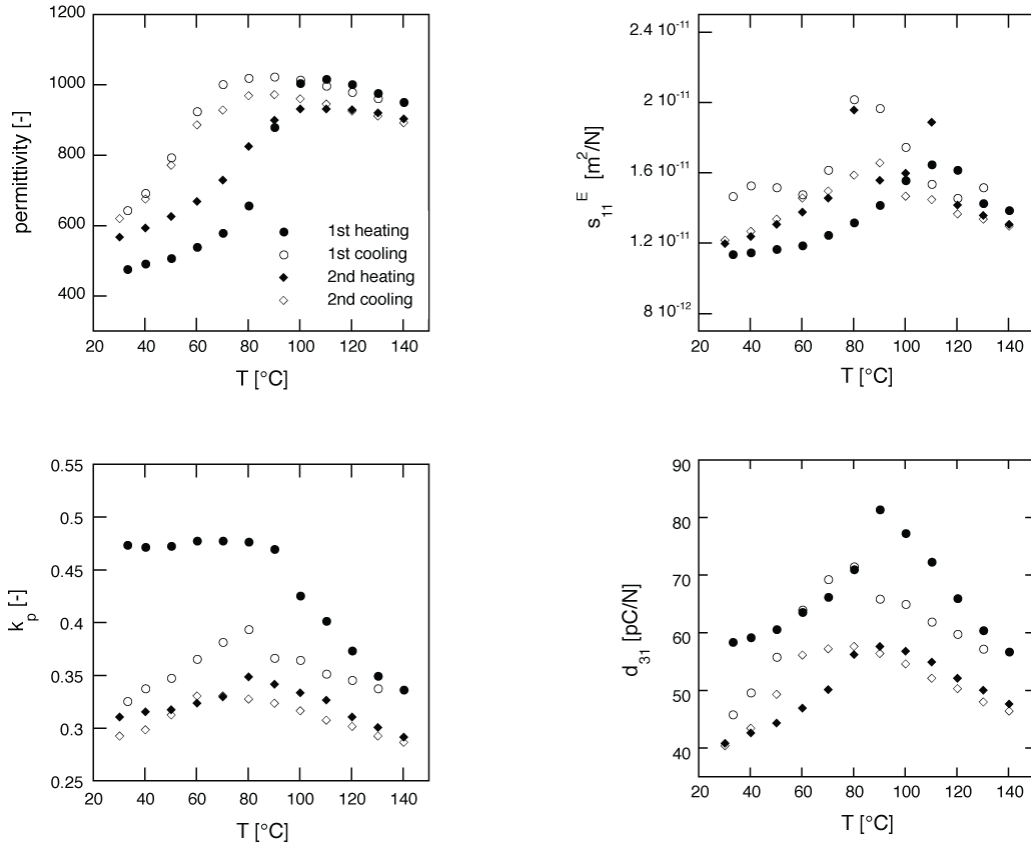 1200
1000
800
600
400
permittivity [-]
1st heating
1st cooling
2nd heating
2nd cooling
20 40 60 80 100 120 140
T [°C]
2.4 10-11
2 10-11
1.6 10-11
1.2 10-11
8 10-12
s11E [m2/N]
20 40 60 80 100 120 140
T [°C]
0.55
0.5
0.45
0.4
0.35
0.3
0.25
kp [-]
20 40 60 80 100 120 140
T [°C]
90
80
70
60
50
40
d31 [pC/N]
20 40 60 80 100 120 140
T [°C]